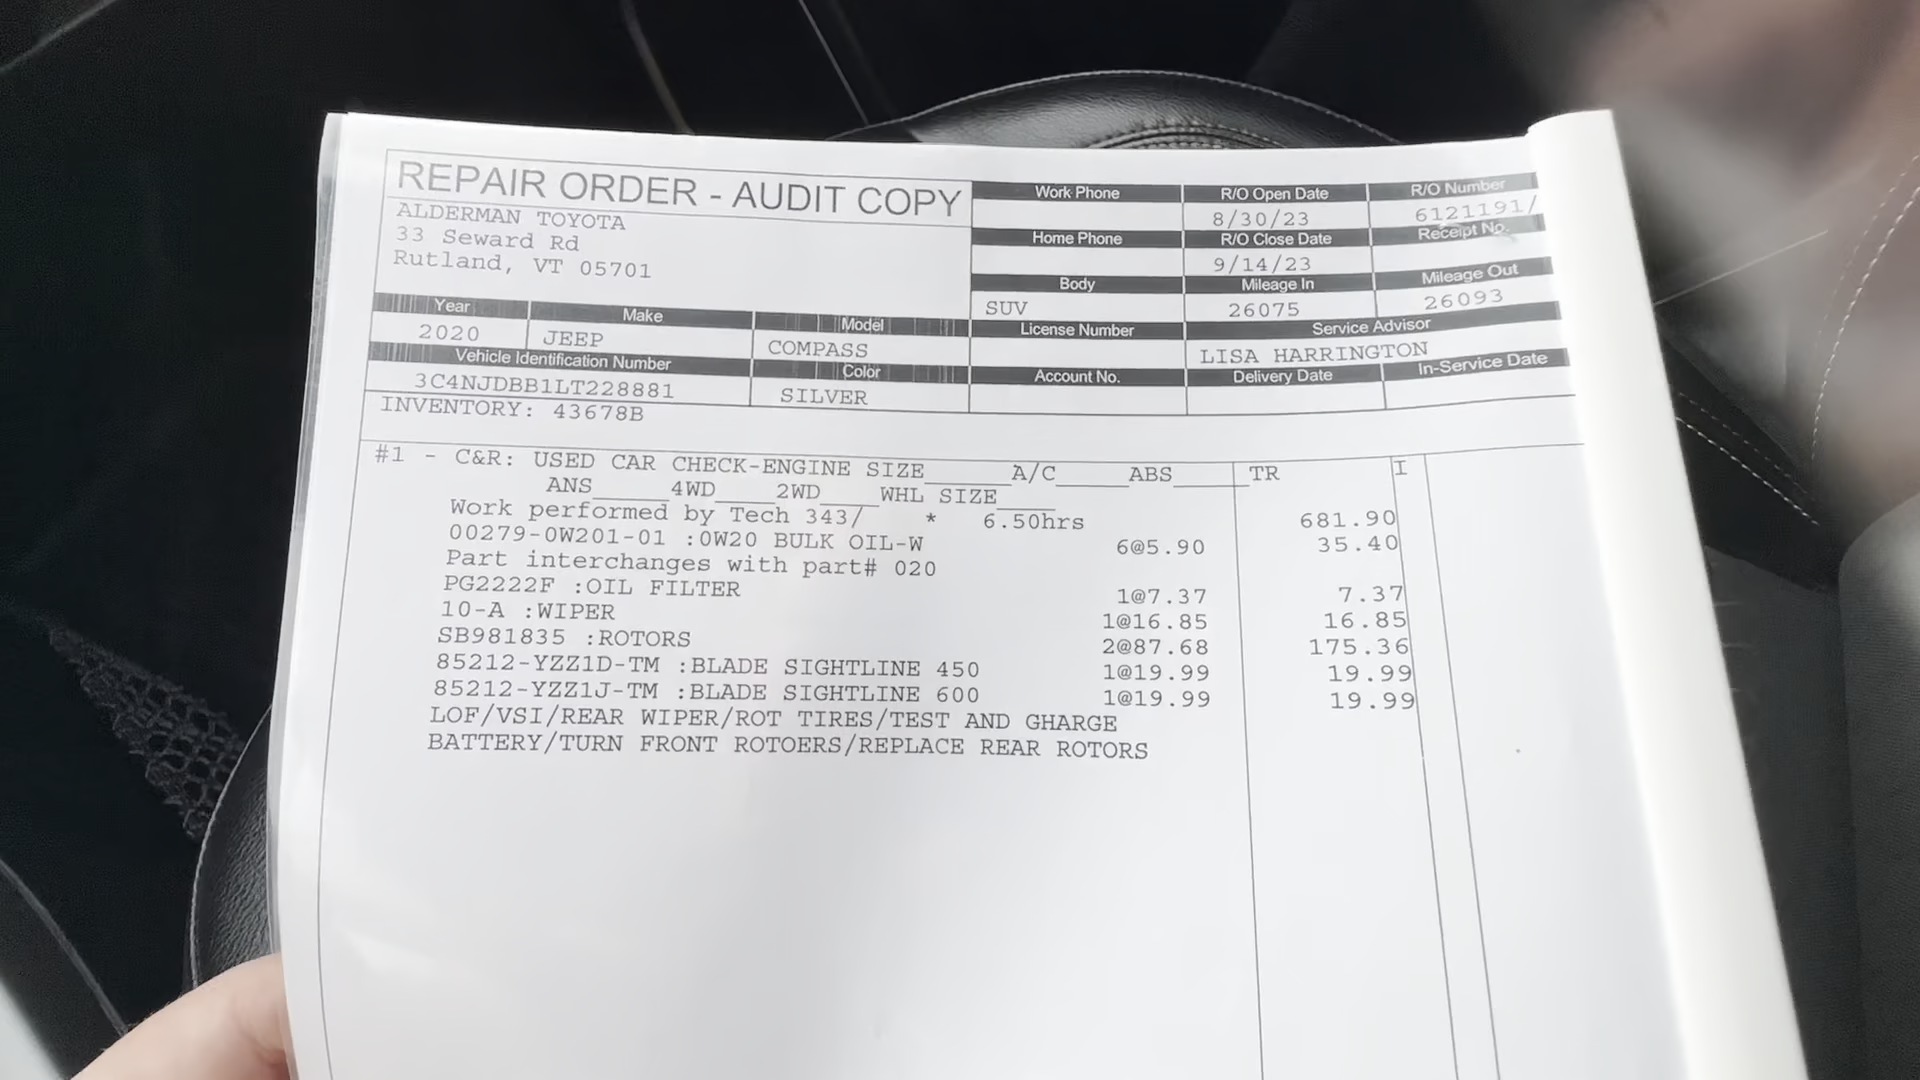 REPAIR ORDER - AUDIT COPY
ALDERMAN TOYOTA
33 Seward Rd
Rutland, VT 05701
Work Phone R/O Open Date R/O Number
8/30/23 6121191/
Home Phone R/O Close Date Receipt No.
9/14/23
Body Mileage In Mileage Out
SUV 26075 26093
Year Make Model License Number Service Advisor
2020 JEEP COMPASS LISA HARRINGTON
Vehicle Identification Number Color Account No. Delivery Date In-Service Date
3C4NJDBB1LT228881 SILVER
INVENTORY: 43678B
#1 - C&R: USED CAR CHECK-ENGINE SIZE______A/C_____ABS_____TR I
ANS_____4WD____2WD____WHL SIZE____
Work performed by Tech 343/ * 6.50hrs 681.90
00279-0W201-01 :0W20 BULK OIL-W 6@5.90 35.40
Part interchanges with part# 020
PG2222F :OIL FILTER 1@7.37 7.37
10-A :WIPER 1@16.85 16.85
SB981835 :ROTORS 2@87.68 175.36
85212-YZZ1D-TM :BLADE SIGHTLINE 450 1@19.99 19.99
85212-YZZ1J-TM :BLADE SIGHTLINE 600 1@19.99 19.99
LOF/VSI/REAR WIPER/ROT TIRES/TEST AND GHARGE
BATTERY/TURN FRONT ROTOERS/REPLACE REAR ROTORS